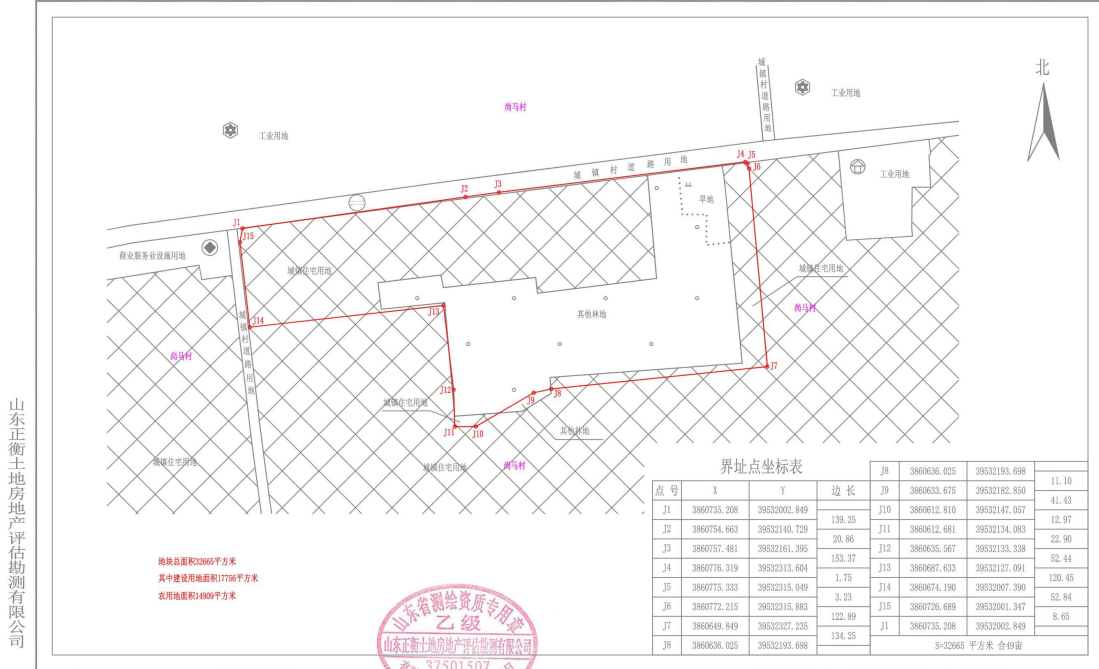 北
城镇村道路用地
工业用地
尚马村
工业用地
城镇村道路用地
J4
J5
J6
工业用地
J2
J3
旱地
J1
J15
商业服务业设施用地
城镇住宅用地
城镇住宅用地
尚马村
J13
其他林地
J14
城镇村道路用地
尚马村
J7
J12
J9
J8
城镇住宅用地
J11
J10
其他林地
城镇住宅用地
城镇住宅用地
尚马村
山东正衡土地房地产评估勘测有限公司
地块总面积32665平方米
其中建设用地面积17756平方米
农用地面积14909平方米
山东省测绘资质专用章
乙级
山东正衡土地房地产评估勘测有限公司
37501507
界址点坐标表
点号 X Y 边长
J1 3860735.208 39532002.849
139.25
J2 3860754.663 39532140.729
20.86
J3 3860757.481 39532161.395
153.37
J4 3860776.319 39532313.604
1.75
J5 3860775.333 39532315.049
3.23
J6 3860772.215 39532315.883
122.89
J7 3860649.849 39532327.235
134.25
J8 3860636.025 39532193.698
J8 3860636.025 39532193.698
11.10
J9 3860633.675 39532182.850
41.43
J10 3860612.810 39532147.057
12.97
J11 3860612.681 39532134.083
22.90
J12 3860635.567 39532133.338
52.44
J13 3860687.633 39532127.091
120.45
J14 3860674.190 39532007.390
52.84
J15 3860726.689 39532001.347
8.65
J1 3860735.208 39532002.849
S=32665 平方米 合49亩